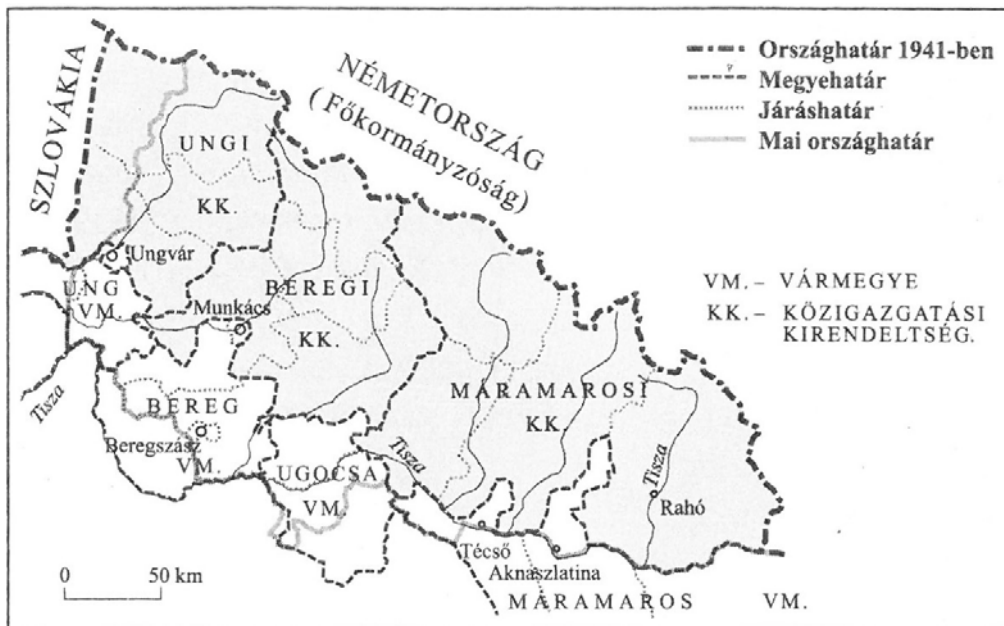 SZLOVÁKIA
NÉMETORSZÁG
(Főkormányzóság)
Országhatár 1941-ben
Megyehatár
Járáshatár
Mai országhatár
UNGI
KK.
Ungvár
UNG
VM.
Munkács
BEREGI
KK.
VM. – VÁRMEGYE
KK. – KÖZIGAZGATÁSI
KIRENDELTSÉG.
Tisza
BEREG
Beregszász
VM.
UGOCSA
VM
MÁRAMAROSI
KK.
Tisza
Tisza
Rahó
Técső
Aknaszlatina
MÁRAMAROS VM.
0 50 km